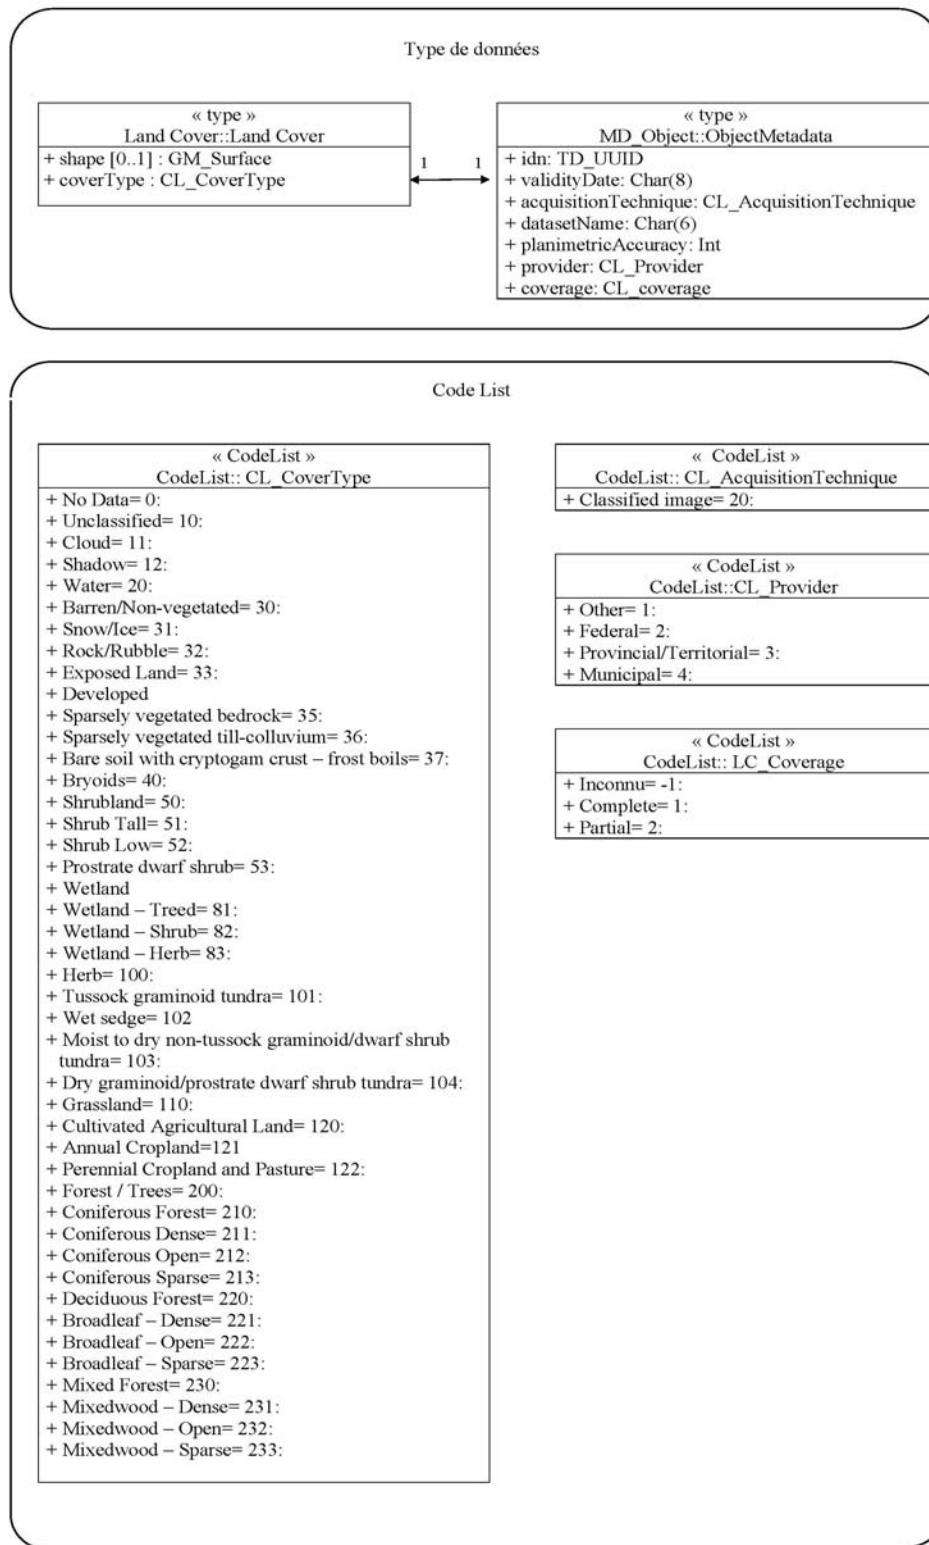 Type de données
« type »
Land Cover::Land Cover
+ shape [0..1] : GM_Surface
+ coverType : CL_CoverType
1 1
« type »
MD_Object::ObjectMetadata
+ idn: TD_UUID
+ validityDate: Char(8)
+ acquisitionTechnique: CL_AcquisitionTechnique
+ datasetName: Char(6)
+ planimetricAccuracy: Int
+ provider: CL_Provider
+ coverage: CL_coverage
Code List
« CodeList »
CodeList:: CL_CoverType
+ No Data= 0:
+ Unclassified= 10:
+ Cloud= 11:
+ Shadow= 12:
+ Water= 20:
+ Barren/Non-vegetated= 30:
+ Snow/Ice= 31:
+ Rock/Rubble= 32:
+ Exposed Land= 33:
+ Developed
+ Sparsely vegetated bedrock= 35:
+ Sparsely vegetated till-colluvium= 36:
+ Bare soil with cryptogam crust – frost boils= 37:
+ Bryoids= 40:
+ Shrubland= 50:
+ Shrub Tall= 51:
+ Shrub Low= 52:
+ Prostrate dwarf shrub= 53:
+ Wetland
+ Wetland – Treed= 81:
+ Wetland – Shrub= 82:
+ Wetland – Herb= 83:
+ Herb= 100:
+ Tussock graminoid tundra= 101:
+ Wet sedge= 102
+ Moist to dry non-tussock graminoid/dwarf shrub
tundra= 103:
+ Dry graminoid/prostrate dwarf shrub tundra= 104:
+ Grassland= 110:
+ Cultivated Agricultural Land= 120:
+ Annual Cropland=121
+ Perennial Cropland and Pasture= 122:
+ Forest / Trees= 200:
+ Coniferous Forest= 210:
+ Coniferous Dense= 211:
+ Coniferous Open= 212:
+ Coniferous Sparse= 213:
+ Deciduous Forest= 220:
+ Broadleaf – Dense= 221:
+ Broadleaf – Open= 222:
+ Broadleaf – Sparse= 223:
+ Mixed Forest= 230:
+ Mixedwood – Dense= 231:
+ Mixedwood – Open= 232:
+ Mixedwood – Sparse= 233:
« CodeList »
CodeList:: CL_AcquisitionTechnique
+ Classified image= 20:
« CodeList »
CodeList::CL_Provider
+ Other= 1:
+ Federal= 2:
+ Provincial/Territorial= 3:
+ Municipal= 4:
« CodeList »
CodeList:: LC_Coverage
+ Inconnu= -1:
+ Complete= 1:
+ Partial= 2: